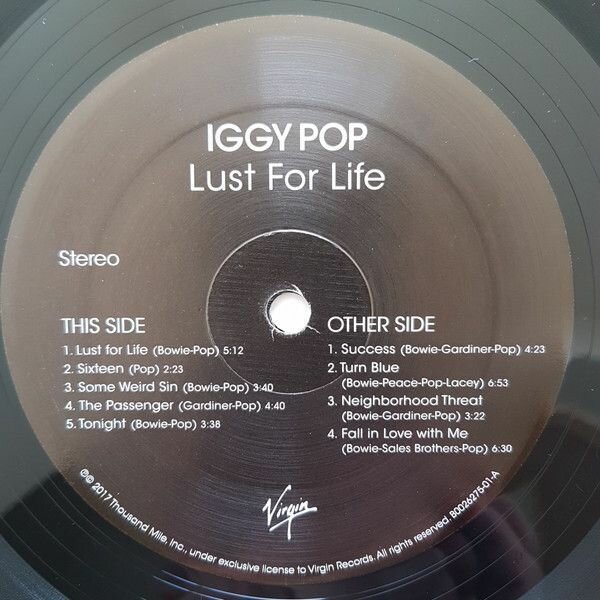 IGGY POP
Lust For Life
Stereo
THIS SIDE
1. Lust for Life (Bowie-Pop) 5:12
2. Sixteen (Pop) 2:23
3. Some Weird Sin (Bowie-Pop) 3:40
4. The Passenger (Gardiner-Pop) 4:40
5. Tonight (Bowie-Pop) 3:38
OTHER SIDE
1. Success (Bowie-Gardiner-Pop) 4:23
2. Turn Blue
(Bowie-Peace-Pop-Lacey) 6:53
3. Neighborhood Threat
(Bowie-Gardiner-Pop) 3:22
4. Fall in Love with Me
(Bowie-Sales Brothers-Pop) 6:30
Virgin
℗© 2017 Thousand Mile, Inc., under exclusive license to Virgin Records. All rights reserved. B0026275-01-A